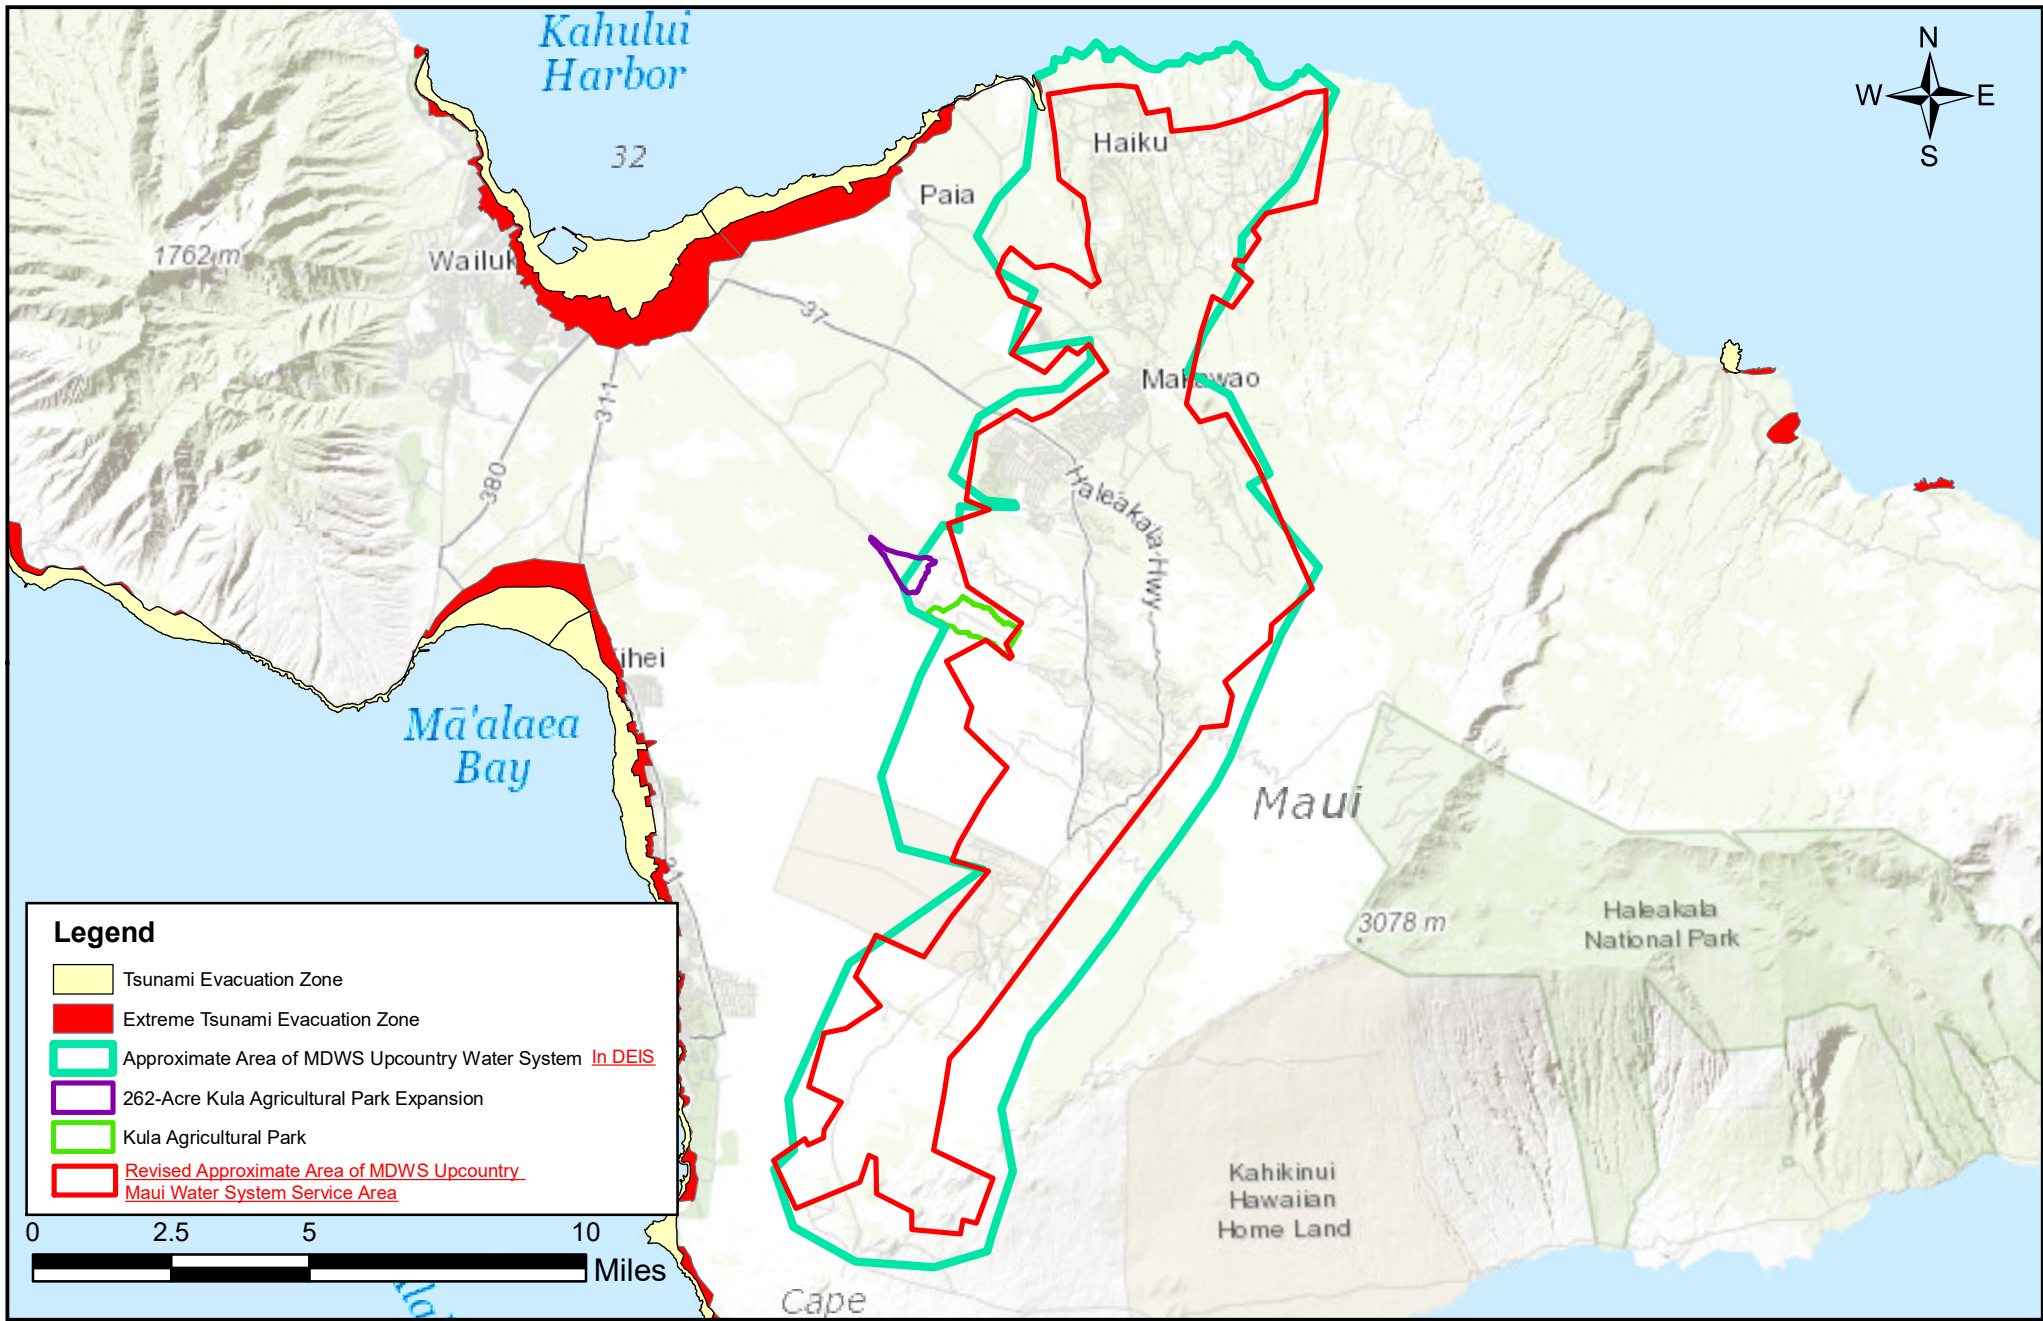 Kahului
Harbor
N
W E
S
32
Haiku
Paia
1762 m
Wailuk
37
311
Makawao
380
Haleakala Hwy
ihei
Mā'alaea
Bay
Maui
3078 m
Haleakala
National Park
Legend
Tsunami Evacuation Zone
Extreme Tsunami Evacuation Zone
Approximate Area of MDWS Upcountry Water System In DEIS
262-Acre Kula Agricultural Park Expansion
Kula Agricultural Park
Revised Approximate Area of MDWS Upcountry
Maui Water System Service Area
Kahikinui
Hawaiian
Home Land
0 2.5 5 10
Miles
Cape